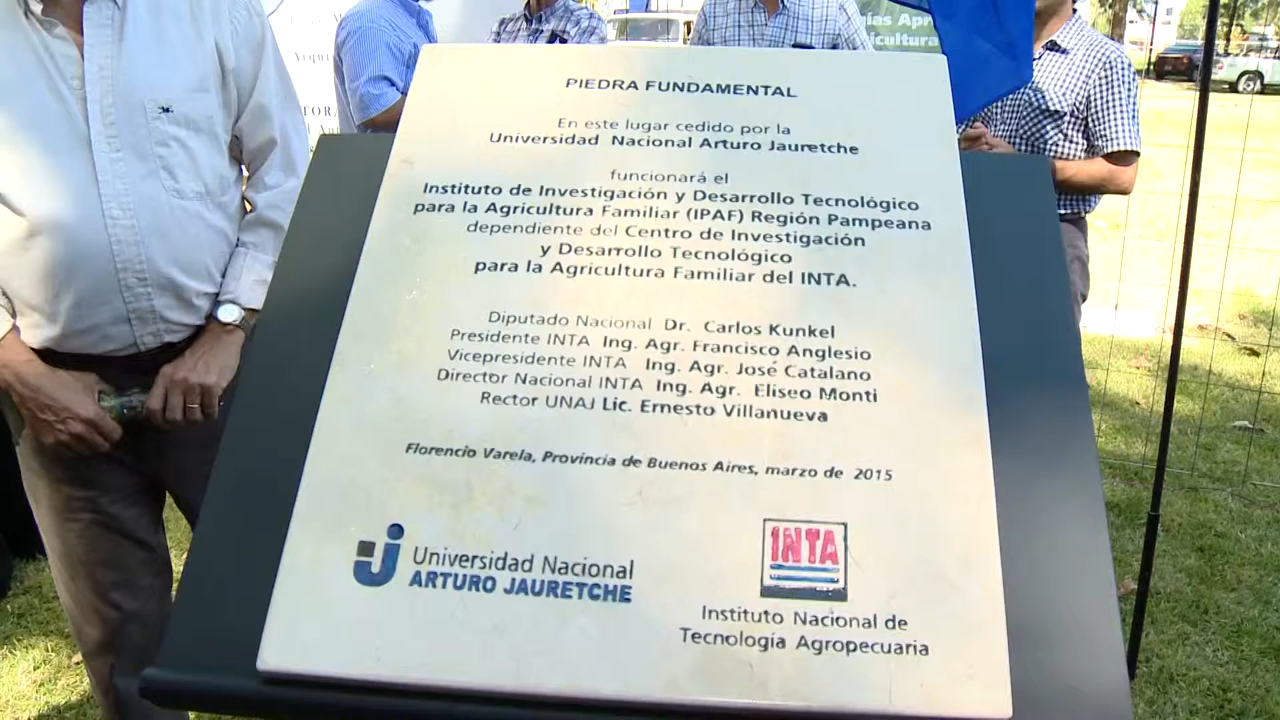 PIEDRA FUNDAMENTAL
En este lugar cedido por la
Universidad Nacional Arturo Jauretche
funcionará el
Instituto de Investigación y Desarrollo Tecnológico
para la Agricultura Familiar (IPAF) Región Pampeana
dependiente del Centro de Investigación
y Desarrollo Tecnológico
para la Agricultura Familiar del INTA.
Diputado Nacional Dr. Carlos Kunkel
Presidente INTA Ing. Agr. Francisco Anglesio
Vicepresidente INTA Ing. Agr. José Catalano
Director Nacional INTA Ing. Agr. Eliseo Monti
Rector UNAJ Lic. Ernesto Villanueva
Florencio Varela, Provincia de Buenos Aires, marzo de 2015
Universidad Nacional
ARTURO JAURETCHE
INTA
Instituto Nacional de
Tecnología Agropecuaria